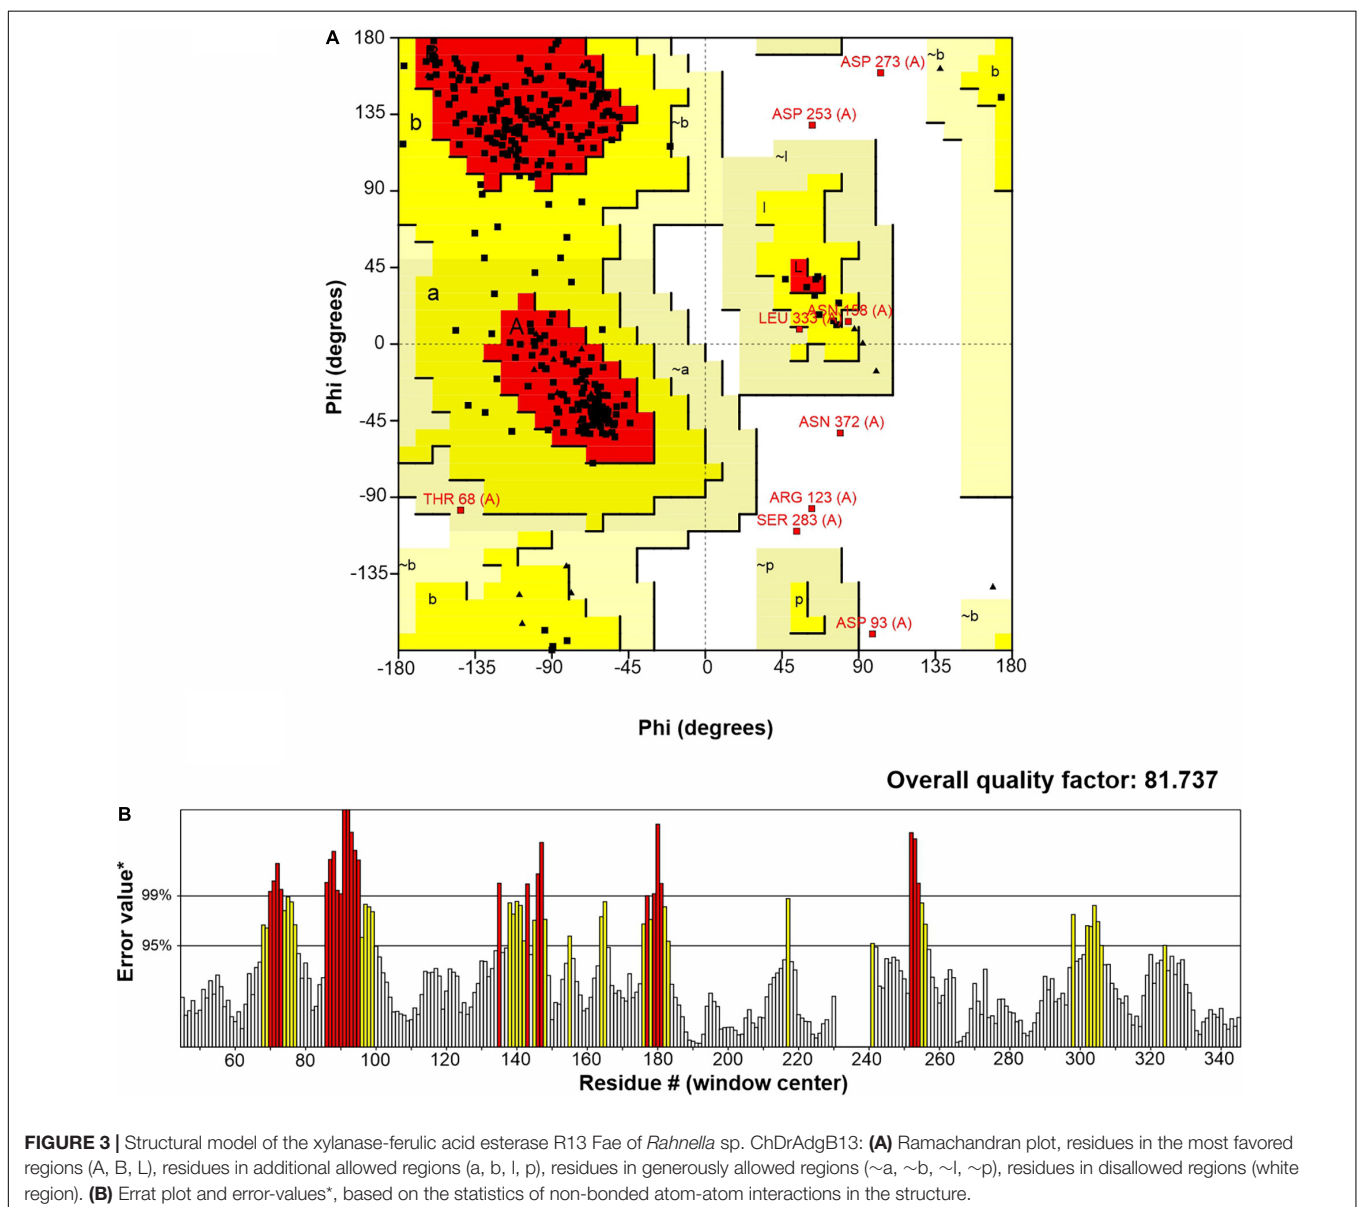 A
180
135
90
45
0
-45
-90
-135
Phi (degrees)
ASP 273 (A)
~b
b
ASP 253 (A)
b
~b
~l
l
a
L
A
ASN 158 (A)
LEU 333
~a
ASN 372 (A)
THR 68 (A)
ARG 123 (A)
SER 283 (A)
~b
~p
b
p
~b
ASP 93 (A)
-180 -135 -90 -45 0 45 90 135 180
Phi (degrees)
Overall quality factor: 81.737
B
Error value*
99%
95%
60 80 100 120 140 160 180 200 220 240 260 280 300 320 340
Residue # (window center)
FIGURE 3 | Structural model of the xylanase-ferulic acid esterase R13 Fae of Rahnella sp. ChDrAdgB13: (A) Ramachandran plot, residues in the most favored
regions (A, B, L), residues in additional allowed regions (a, b, l, p), residues in generously allowed regions (~a, ~b, ~l, ~p), residues in disallowed regions (white
region). (B) Errat plot and error-values*, based on the statistics of non-bonded atom-atom interactions in the structure.